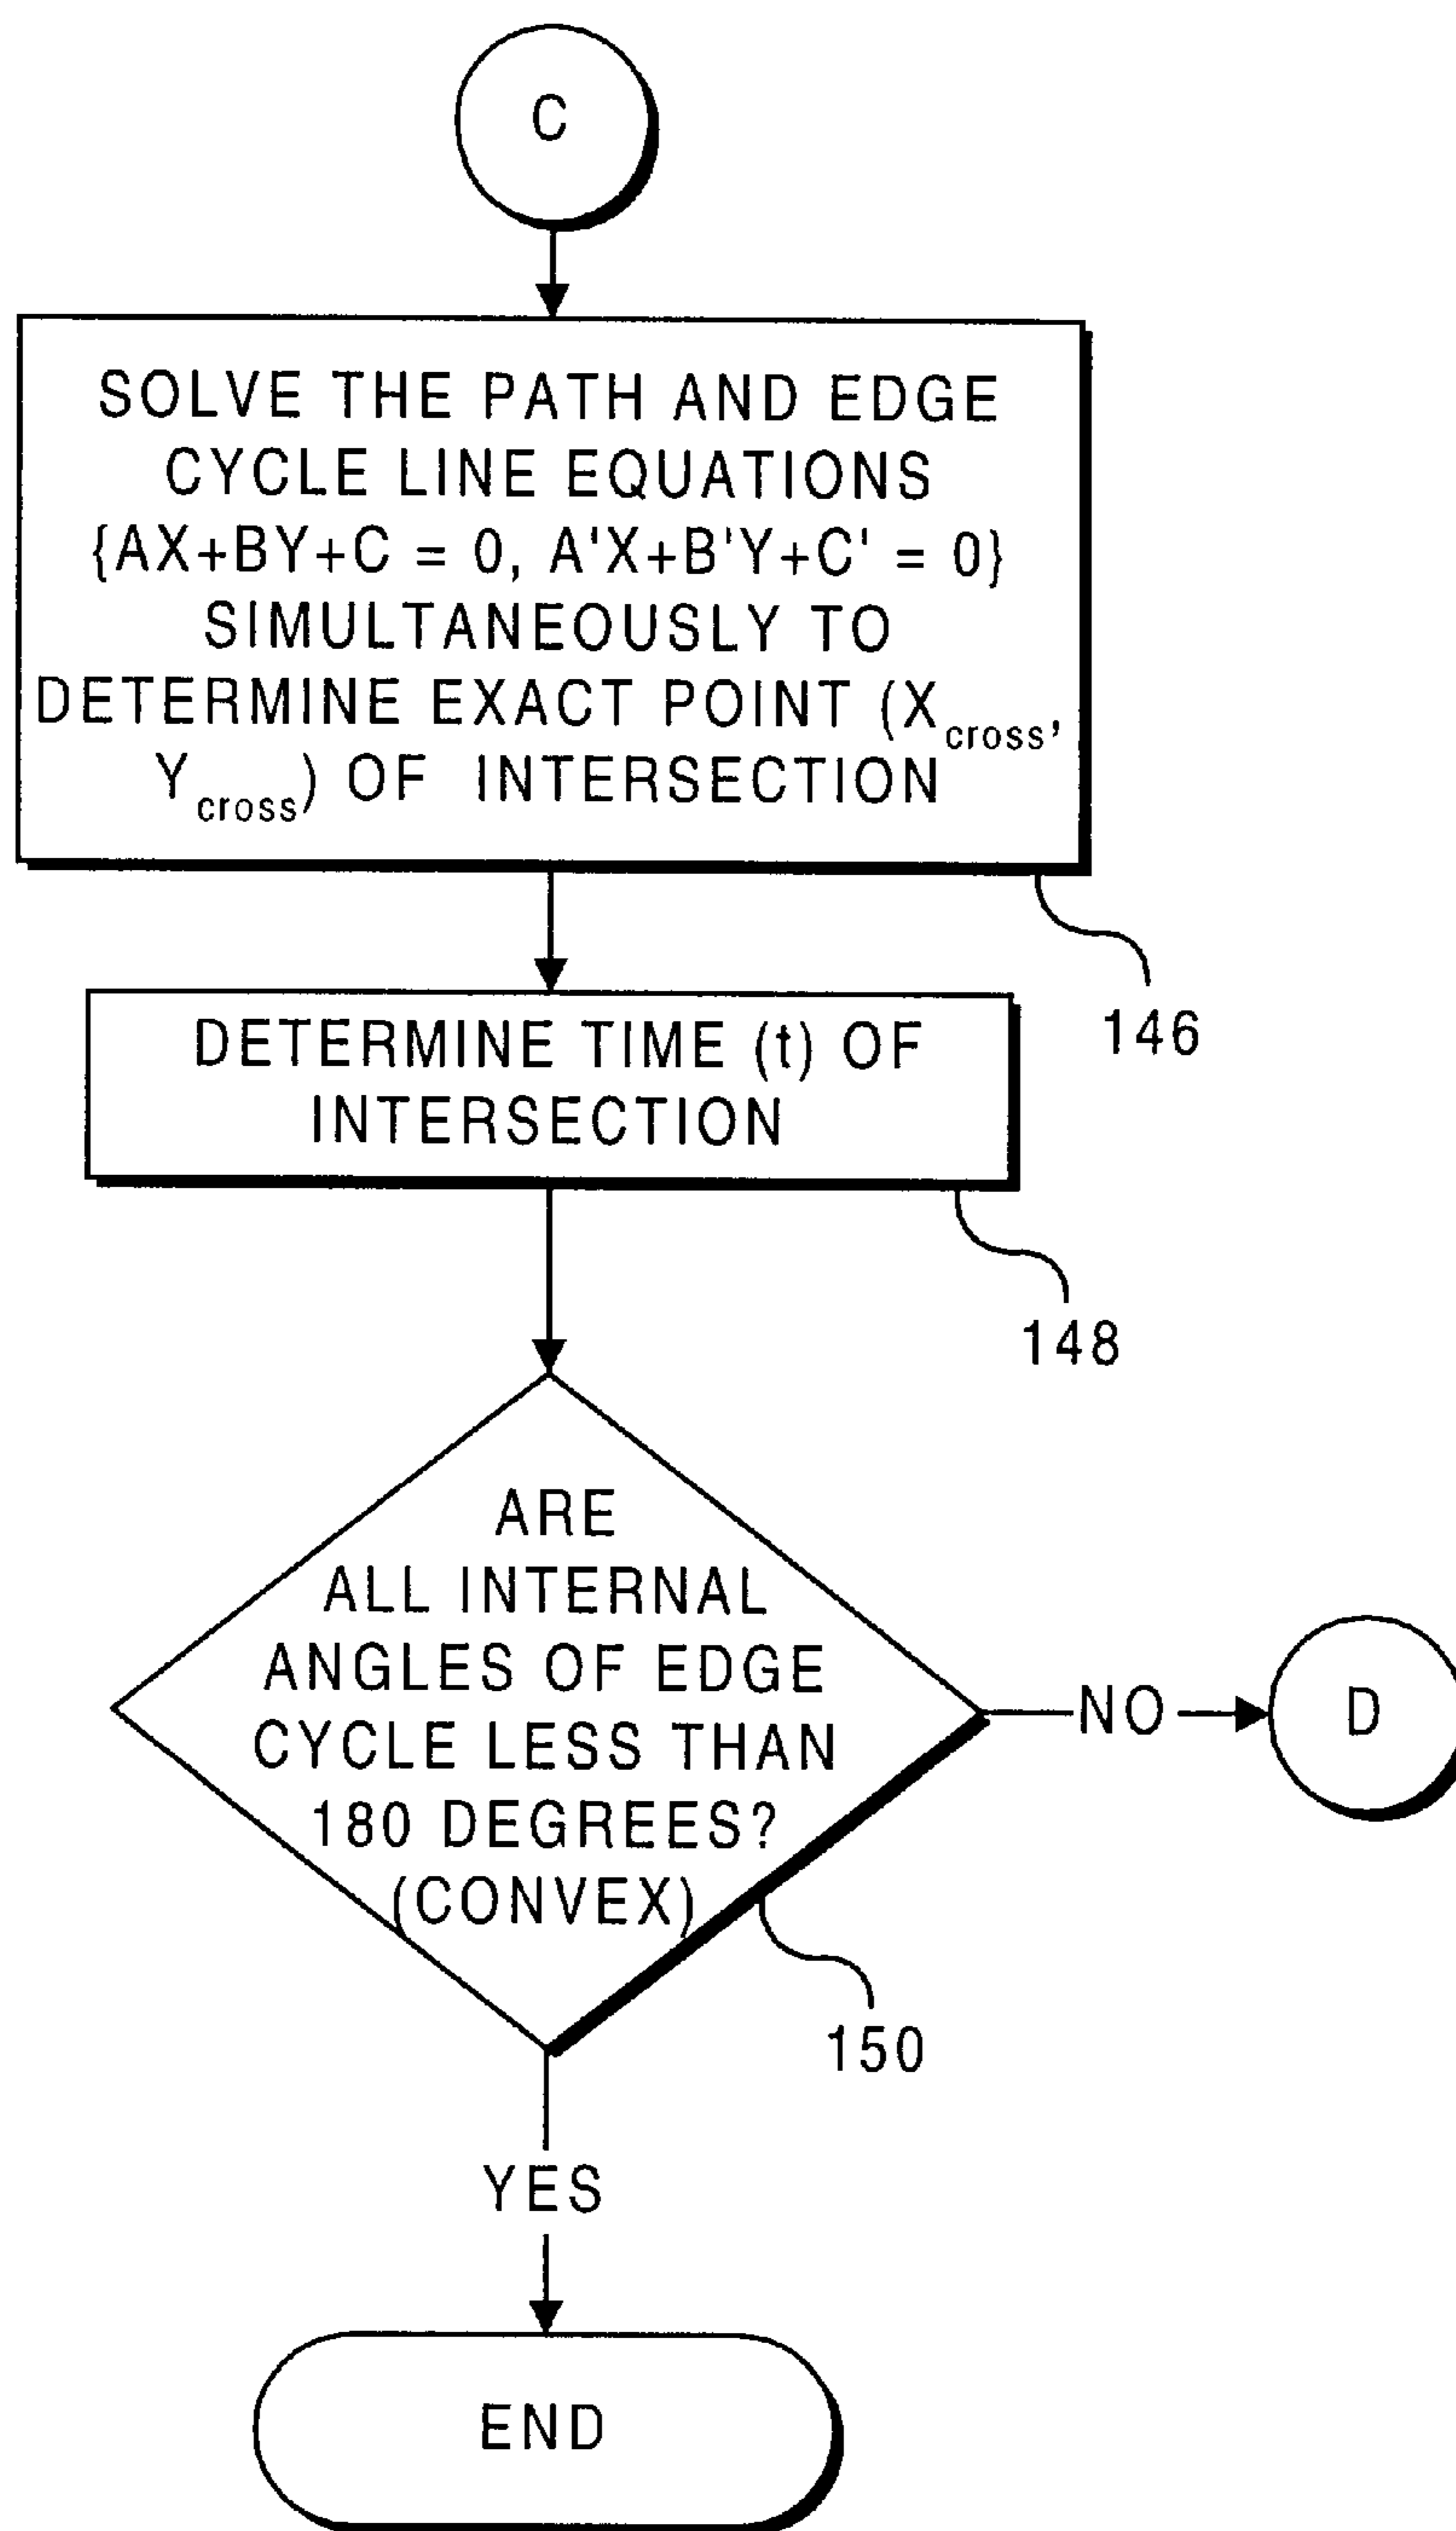 C
SOLVE THE PATH AND EDGE
CYCLE LINE EQUATIONS
{AX+BY+C = 0, A'X+B'Y+C' = 0}
SIMULTANEOUSLY TO
DETERMINE EXACT POINT (Xcross,
Ycross) OF INTERSECTION
146
DETERMINE TIME (t) OF
INTERSECTION
148
ARE
ALL INTERNAL
ANGLES OF EDGE
CYCLE LESS THAN
180 DEGREES?
(CONVEX)
NO
D
150
YES
END